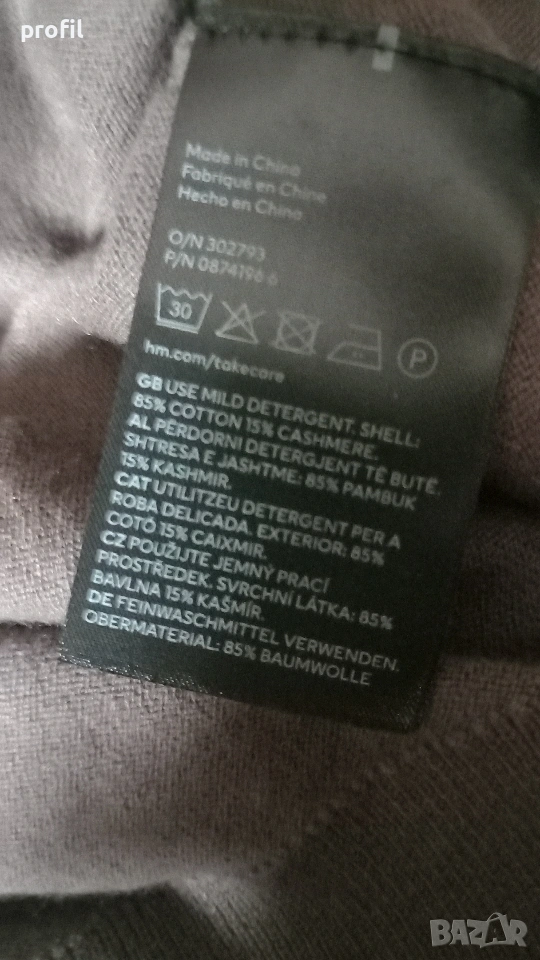 profil
Made in China
Fabriqué en Chine
Hecho en China
O/N 302793
P/N 0874196 6
30
P
hm.com/takecare
GB USE MILD DETERGENT. SHELL:
85% COTTON 15% CASHMERE.
AL PËRDORNI DETERGJENT TË BUTË.
SHTRESA E JASHTME: 85% PAMBUK
15% KASHMIR.
CAT UTILITZEU DETERGENT PER A
ROBA DELICADA. EXTERIOR: 85%
COTÓ 15% CAIXMIR.
CZ POUŽIJTE JEMNÝ PRACÍ
PROSTŘEDEK. SVRCHNÍ LÁTKA: 85%
BAVLNA 15% KAŠMÍR.
DE FEINWASCHMITTEL VERWENDEN.
OBERMATERIAL: 85% BAUMWOLLE
BAZAR